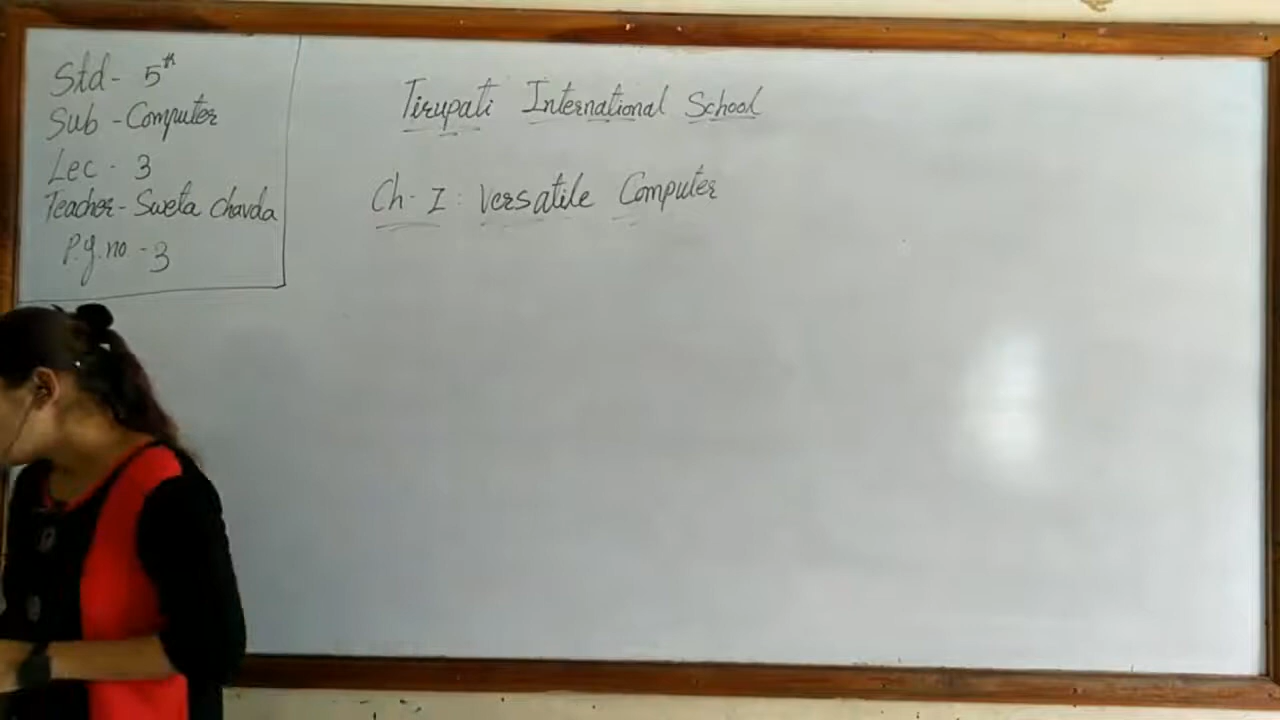 Std- 5th
Sub - Computer
Lec - 3
Teacher- Sweta Chavda
P.g. no - 3
Tirupati International School
Ch- I : Versatile Computer